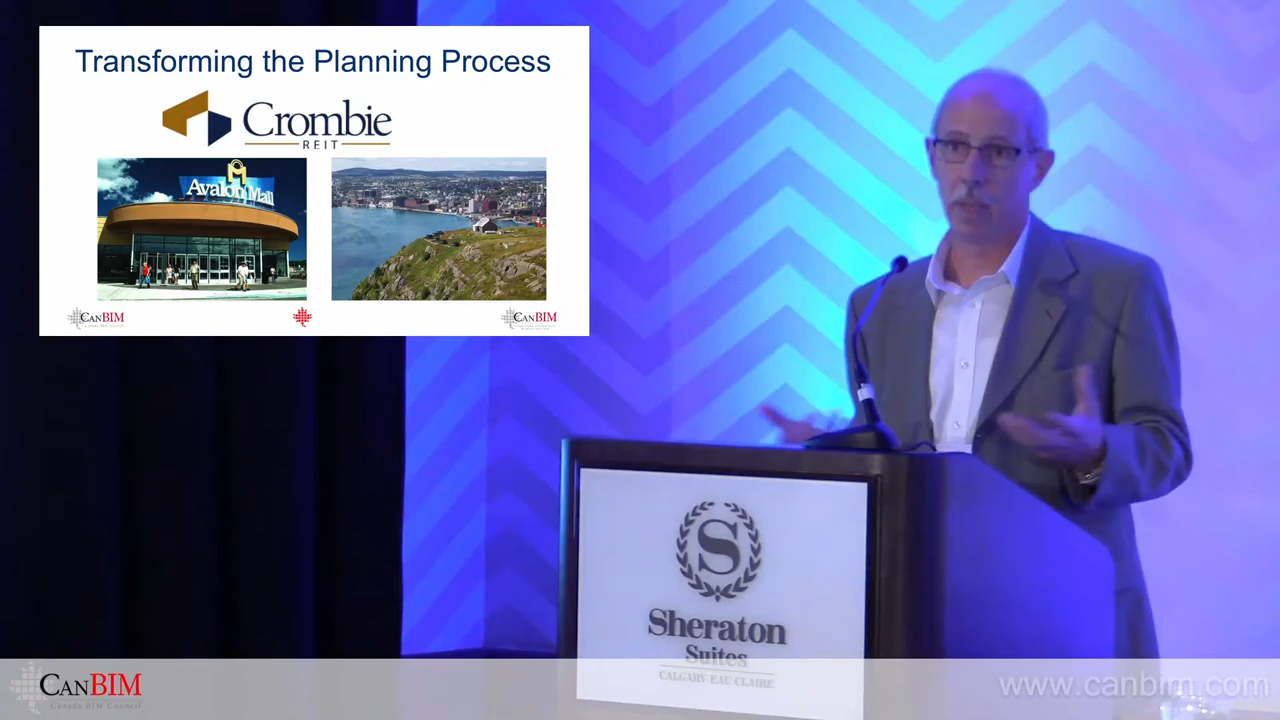 Transforming the Planning Process
Crombie
REIT
Avalon Mall
CANBIM
CANBIM
S
Sheraton
Suites
CALGARY EAU CLAIRE
CANBIM
Canada BIM Council
www.canbim.com